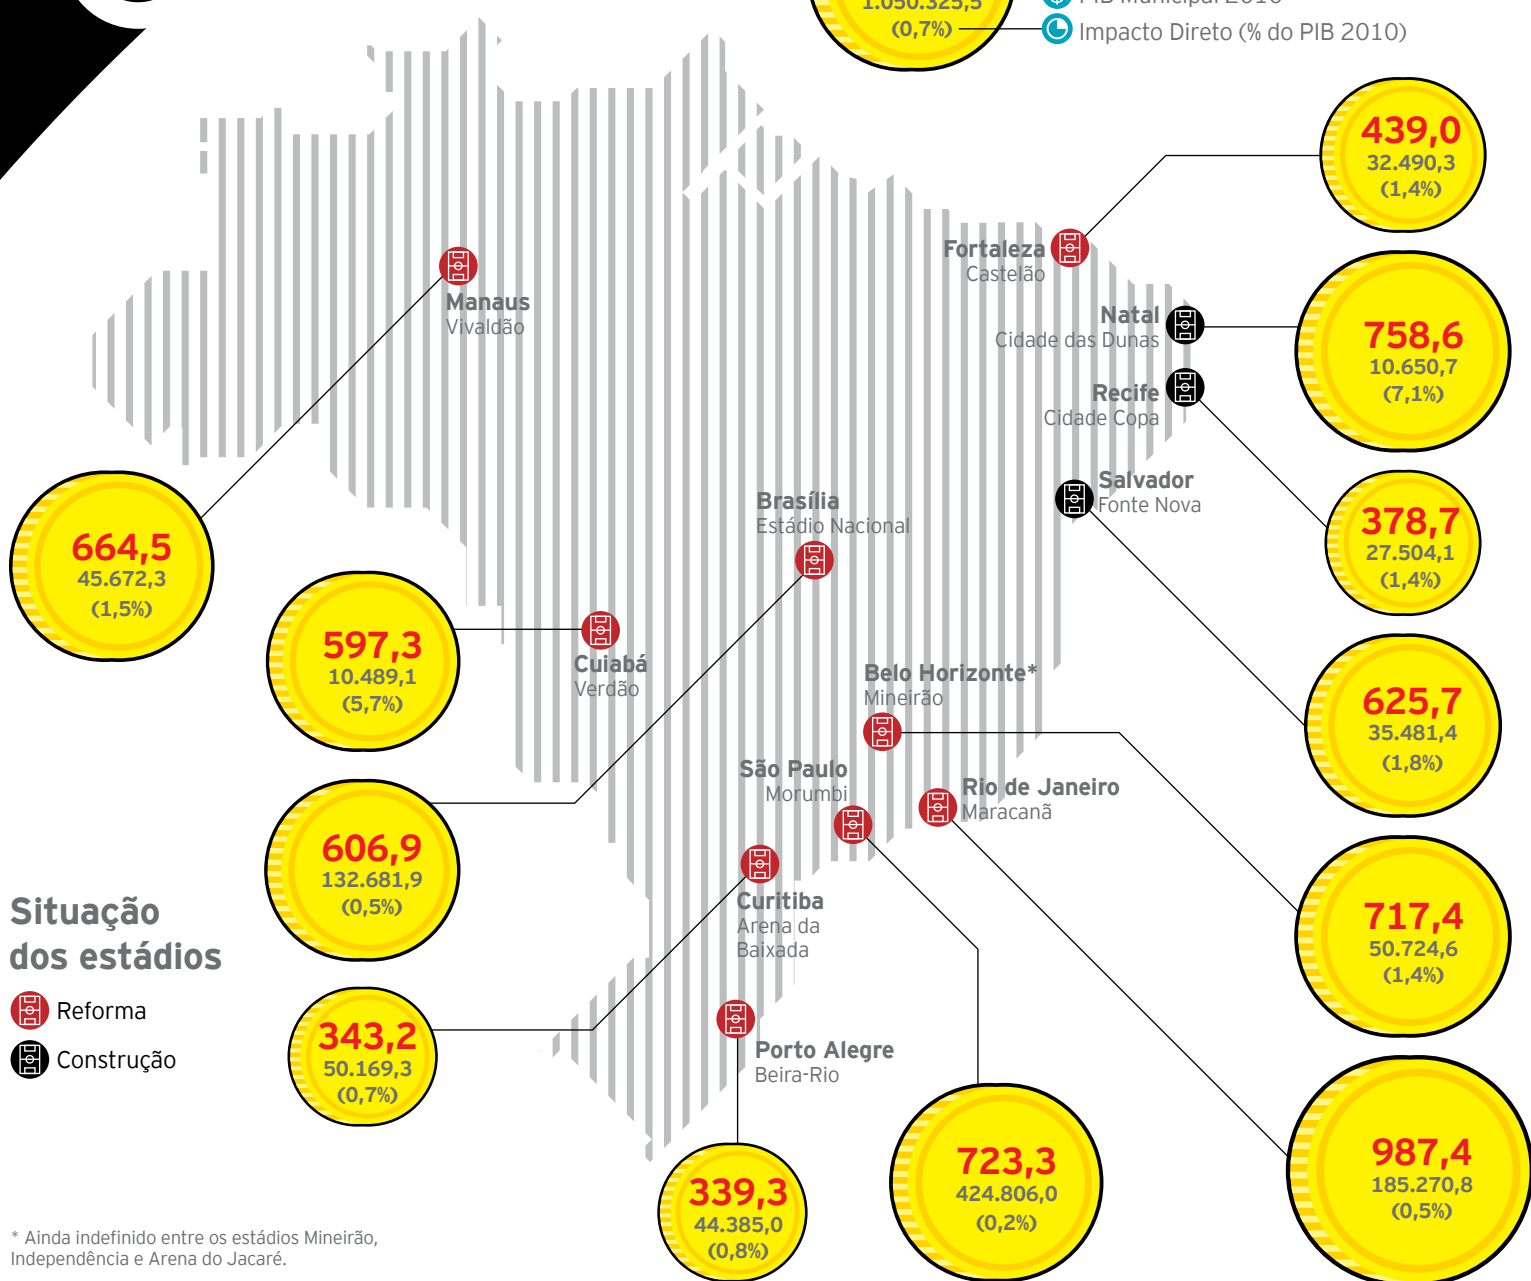 1.050.325,5
(0,7%)
PIB Municipal 2010
Impacto Direto (% do PIB 2010)
439,0
32.490,3
(1,4%)
Fortaleza
Castelão
Manaus
Vivaldão
Natal
Cidade das Dunas
758,6
10.650,7
(7,1%)
Recife
Cidade Copa
Salvador
Fonte Nova
378,7
27.504,1
(1,4%)
Brasília
Estádio Nacional
664,5
45.672,3
(1,5%)
597,3
10.489,1
(5,7%)
Cuiabá
Verdão
Belo Horizonte*
Mineirão
625,7
35.481,4
(1,8%)
São Paulo
Morumbi
Rio de Janeiro
Maracanã
606,9
132.681,9
(0,5%)
Curitiba
Arena da
Baixada
717,4
50.724,6
(1,4%)
Situação
dos estádios
Reforma
Construção
343,2
50.169,3
(0,7%)
Porto Alegre
Beira-Rio
339,3
44.385,0
(0,8%)
723,3
424.806,0
(0,2%)
987,4
185.270,8
(0,5%)
* Ainda indefinido entre os estádios Mineirão,
Independência e Arena do Jacaré.